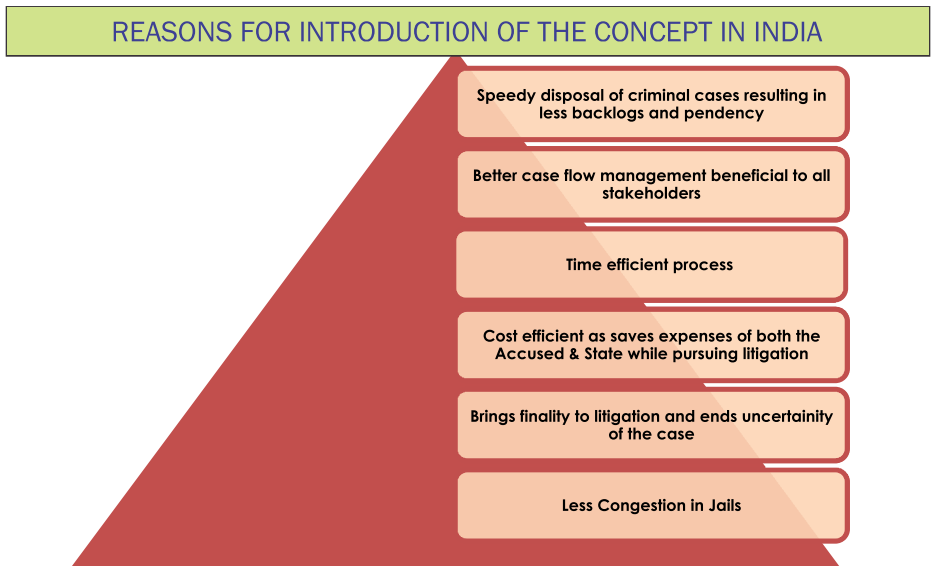 REASONS FOR INTRODUCTION OF THE CONCEPT IN INDIA
Speedy disposal of criminal cases resulting in
less backlogs and pendency
Better case flow management beneficial to all
stakeholders
Time efficient process
Cost efficient as saves expenses of both the
Accused & State while pursuing litigation
Brings finality to litigation and ends uncertainity
of the case
Less Congestion in Jails